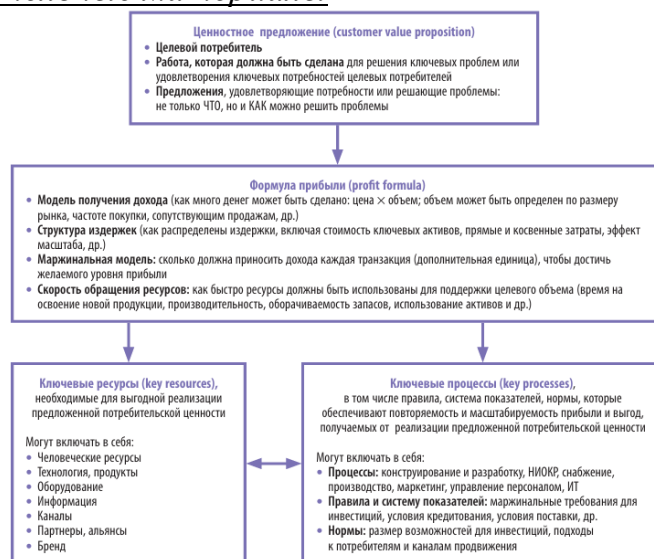 Ценностное предложение (customer value proposition)
• Целевой потребитель
• Работа, которая должна быть сделана для решения ключевых проблем или
удовлетворения ключевых потребностей целевых потребителей
• Предложения, удовлетворяющие потребности или решающие проблемы:
не только ЧТО, но и КАК можно решить проблемы
Формула прибыли (profit formula)
• Модель получения дохода (как много денег может быть сделано: цена × объем; объем может быть определен по размеру
рынка, частоте покупки, сопутствующим продажам, др.)
• Структура издержек (как распределены издержки, включая стоимость ключевых активов, прямые и косвенные затраты, эффект
масштаба, др.)
• Маржинальная модель: сколько должна приносить дохода каждая транзакция (дополнительная единица), чтобы достичь
желаемого уровня прибыли
• Скорость обращения ресурсов: как быстро ресурсы должны быть использованы для поддержки целевого объема (время на
освоение новой продукции, производительность, оборачиваемость запасов, использование активов и др.)
Ключевые ресурсы (key resources),
необходимые для выгодной реализации
предложенной потребительской ценности
Могут включать в себя:
• Человеческие ресурсы
• Технология, продукты
• Оборудование
• Информация
• Каналы
• Партнеры, альянсы
• Бренд
Ключевые процессы (key processes),
в том числе правила, система показателей, нормы, которые
обеспечивают повторяемость и масштабируемость прибыли и выгод,
получаемых от реализации предложенной потребительской ценности
Могут включать в себя:
• Процессы: конструирование и разработку, НИОКР, снабжение,
производство, маркетинг, управление персоналом, ИТ
• Правила и систему показателей: маржинальные требования для
инвестиций, условия кредитования, условия поставки, др.
• Нормы: размер возможностей для инвестиций, подходы
к потребителям и каналам продвижения